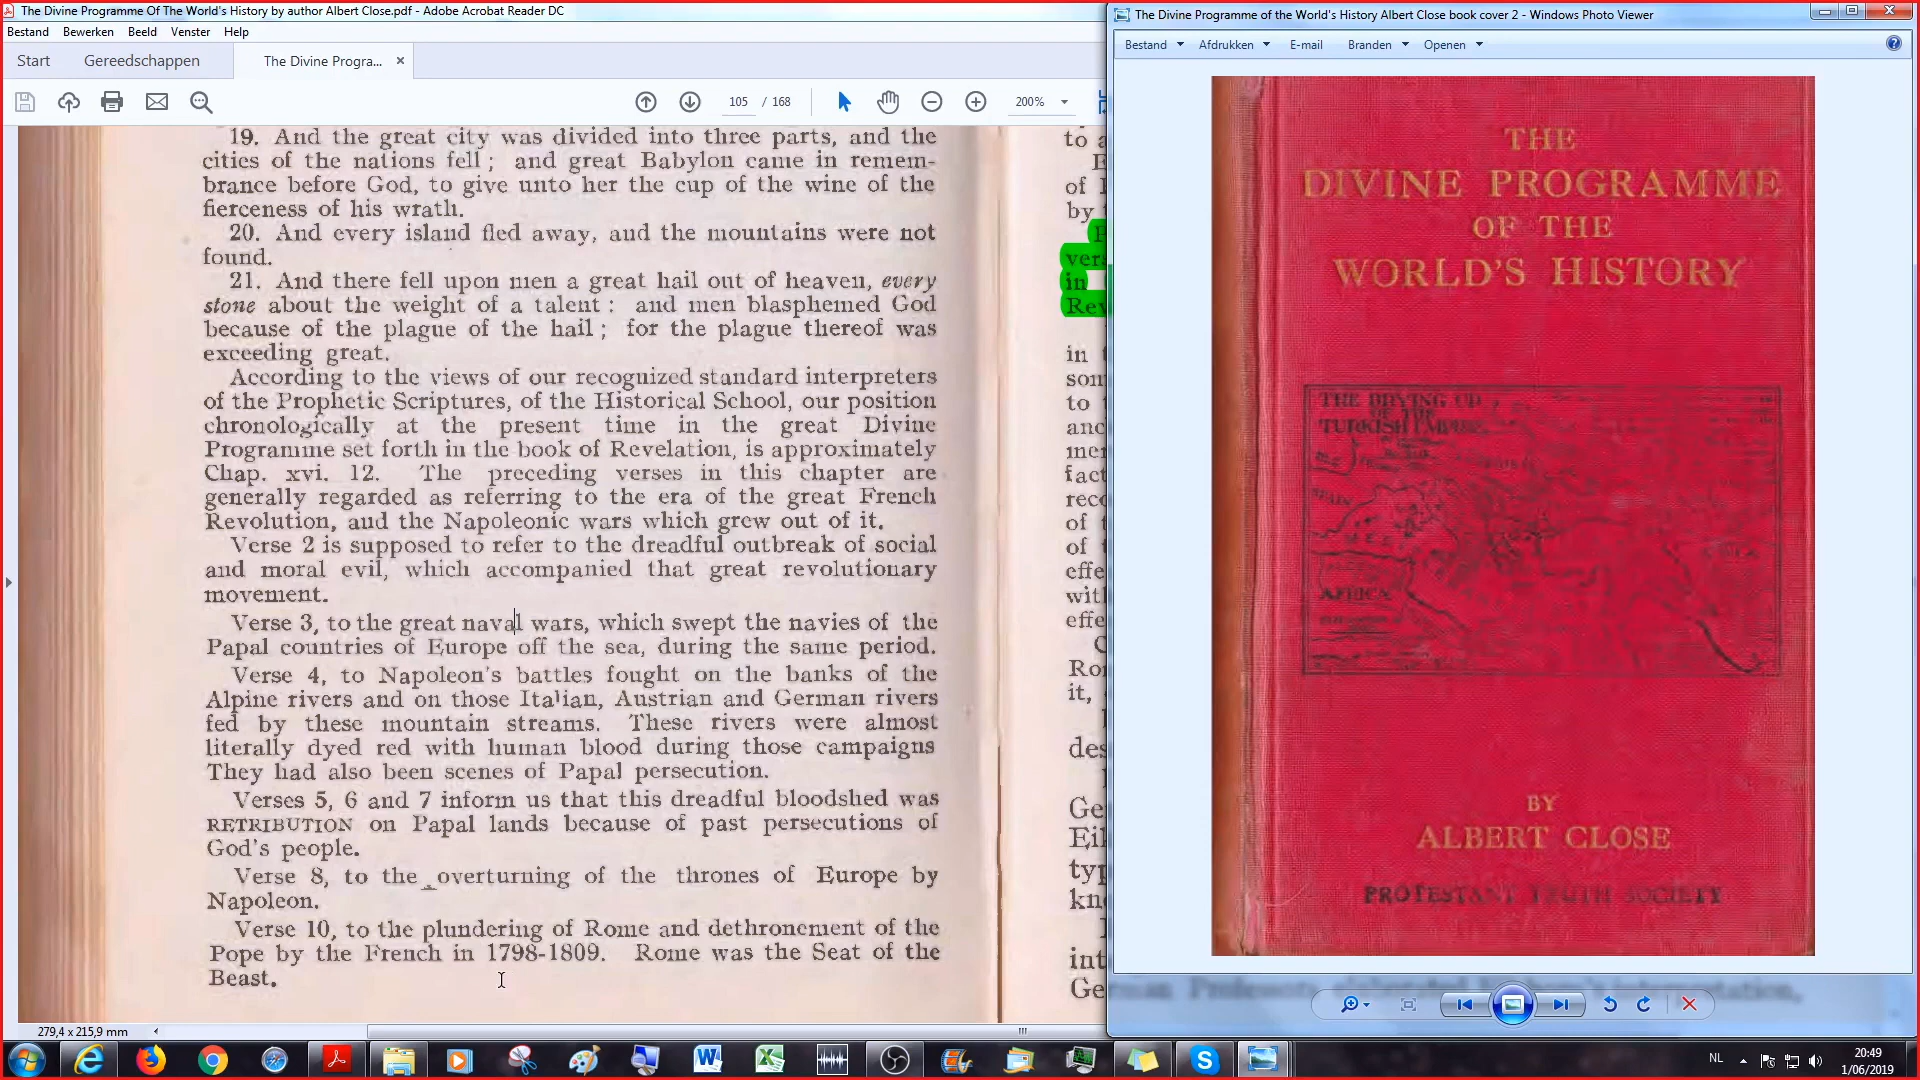 The Divine Programme Of The World's History by author Albert Close.pdf - Adobe Acrobat Reader DC
Bestand Bewerken Beeld Venster Help
Start Gereedschappen The Divine Progra... ×
105 / 168 200%
19. And the great city was divided into three parts, and the
cities of the nations fell ; and great Babylon came in remem-
brance before God, to give unto her the cup of the wine of the
fierceness of his wrath.
20. And every island fled away, and the mountains were not
found.
21. And there fell upon men a great hail out of heaven, every
stone about the weight of a talent : and men blasphemed God
because of the plague of the hail ; for the plague thereof was
exceeding great.
According to the views of our recognized standard interpreters
of the Prophetic Scriptures, of the Historical School, our position
chronologically at the present time in the great Divine
Programme set forth in the book of Revelation, is approximately
Chap. xvi. 12. The preceding verses in this chapter are
generally regarded as referring to the era of the great French
Revolution, and the Napoleonic wars which grew out of it.
Verse 2 is supposed to refer to the dreadful outbreak of social
and moral evil, which accompanied that great revolutionary
movement.
Verse 3, to the great naval wars, which swept the navies of the
Papal countries of Europe off the sea, during the same period.
Verse 4, to Napoleon's battles fought on the banks of the
Alpine rivers and on those Italian, Austrian and German rivers
fed by these mountain streams. These rivers were almost
literally dyed red with human blood during those campaigns
They had also been scenes of Papal persecution.
Verses 5, 6 and 7 inform us that this dreadful bloodshed was
RETRIBUTION on Papal lands because of past persecutions of
God's people.
Verse 8, to the overturning of the thrones of Europe by
Napoleon.
Verse 10, to the plundering of Rome and dethronement of the
Pope by the French in 1798-1809. Rome was the Seat of the
Beast.
279,4 x 215,9 mm
The Divine Programme of the World's History Albert Close book cover 2 - Windows Photo Viewer
Bestand Afdrukken E-mail Branden Openen
THE
DIVINE PROGRAMME
OF THE
WORLD'S HISTORY
THE DRYING UP
OF THE
TURKISH EMPIRE
SPAIN
AFRICA
BY
ALBERT CLOSE
PROTESTANT TRUTH SOCIETY
NL
20:49
1/06/2019